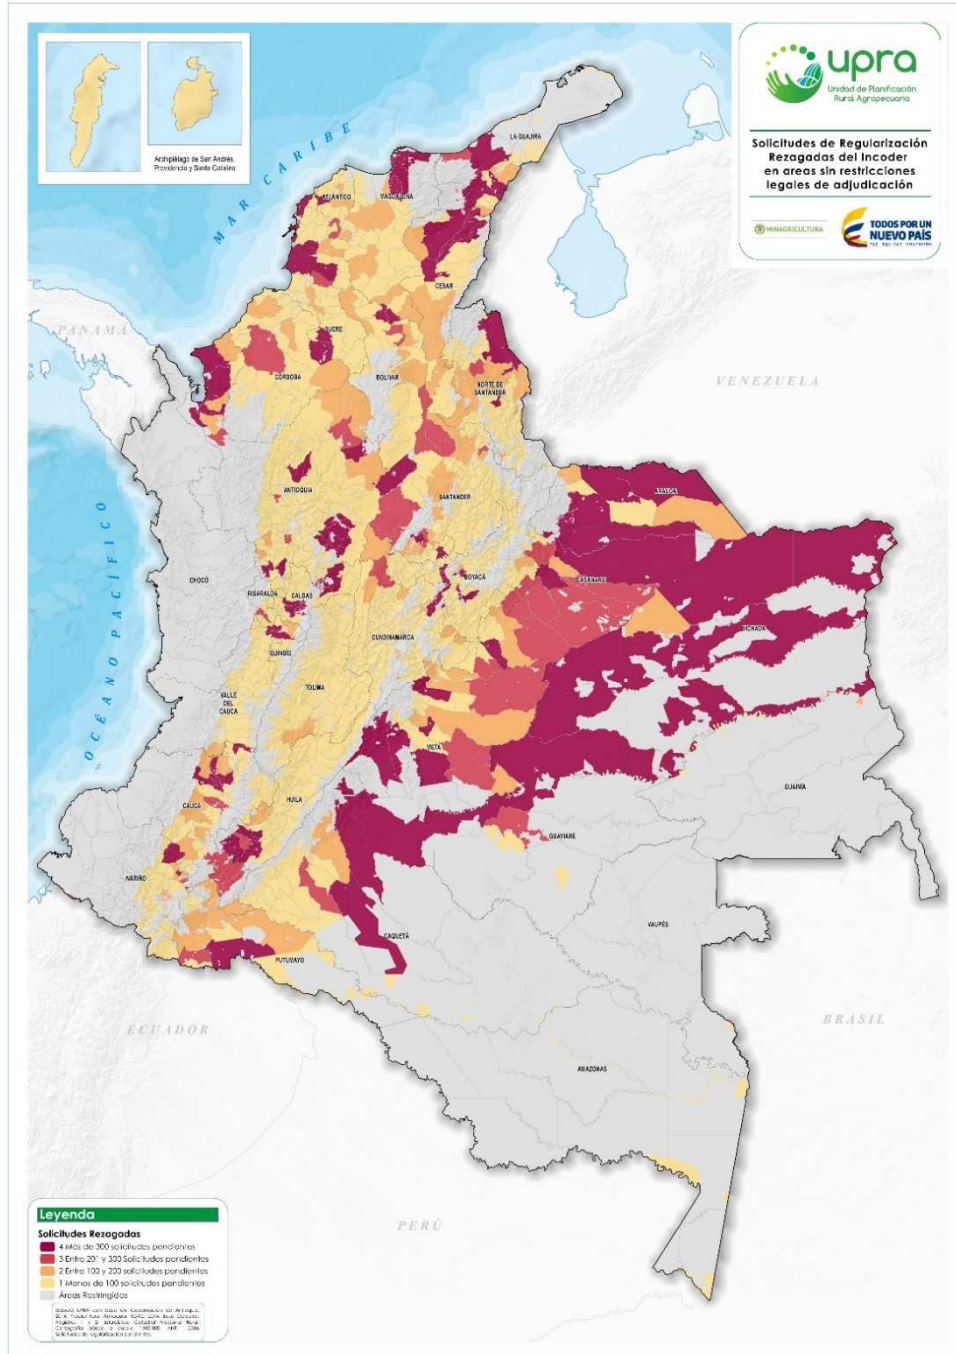 upra
Unidad de Planificación
Rural Agropecuaria
Solicitudes de Regularización
Rezagadas del Incoder
en areas sin restricciones
legales de adjudicación
MINAGRICULTURA
TODOS POR UN
NUEVO PAÍS
PAZ EQUIDAD EDUCACIÓN
Archipiélago de San Andrés,
Providencia y Santa Catalina
MAR CARIBE
LA GUAJIRA
ATLÁNTICO
MAGDALENA
CESAR
PANAMÁ
SUCRE
CÓRDOBA
BOLÍVAR
NORTE DE
SANTANDER
VENEZUELA
ANTIOQUIA
SANTANDER
ARAUCA
OCÉANO PACÍFICO
CHOCÓ
RISARALDA
CALDAS
BOYACÁ
CASANARE
VICHADA
CUNDINAMARCA
QUINDÍO
TOLIMA
VALLE
DEL
CAUCA
META
GUAINÍA
CAUCA
HUILA
GUAVIARE
NARIÑO
CAQUETÁ
VAUPÉS
PUTUMAYO
ECUADOR
BRASIL
AMAZONAS
PERÚ
Leyenda
Solicitudes Rezagadas
4 Más de 300 solicitudes pendientes
3 Entre 201 y 300 Solicitudes pendientes
2 Entre 100 y 200 solicitudes pendientes
1 Menos de 100 solicitudes pendientes
Áreas Restringidas